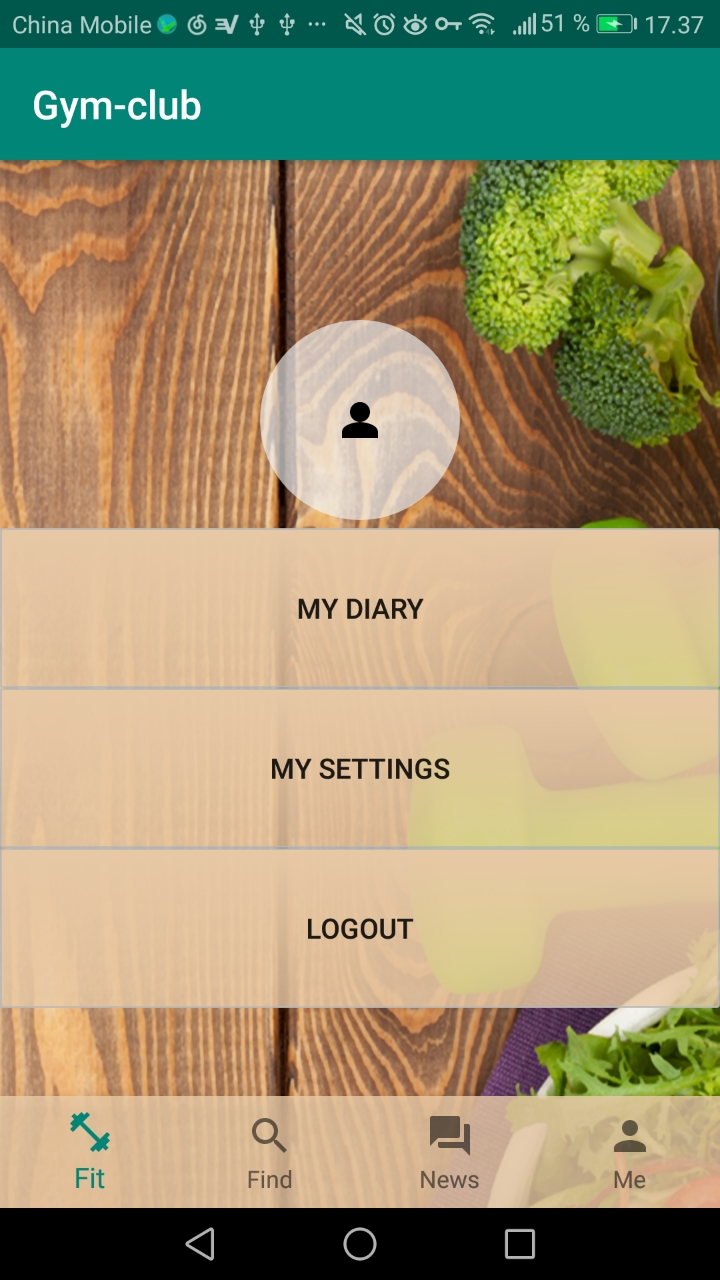 China Mobile 51 % 17.37
Gym-club
MY DIARY
MY SETTINGS
LOGOUT
Fit Find News Me